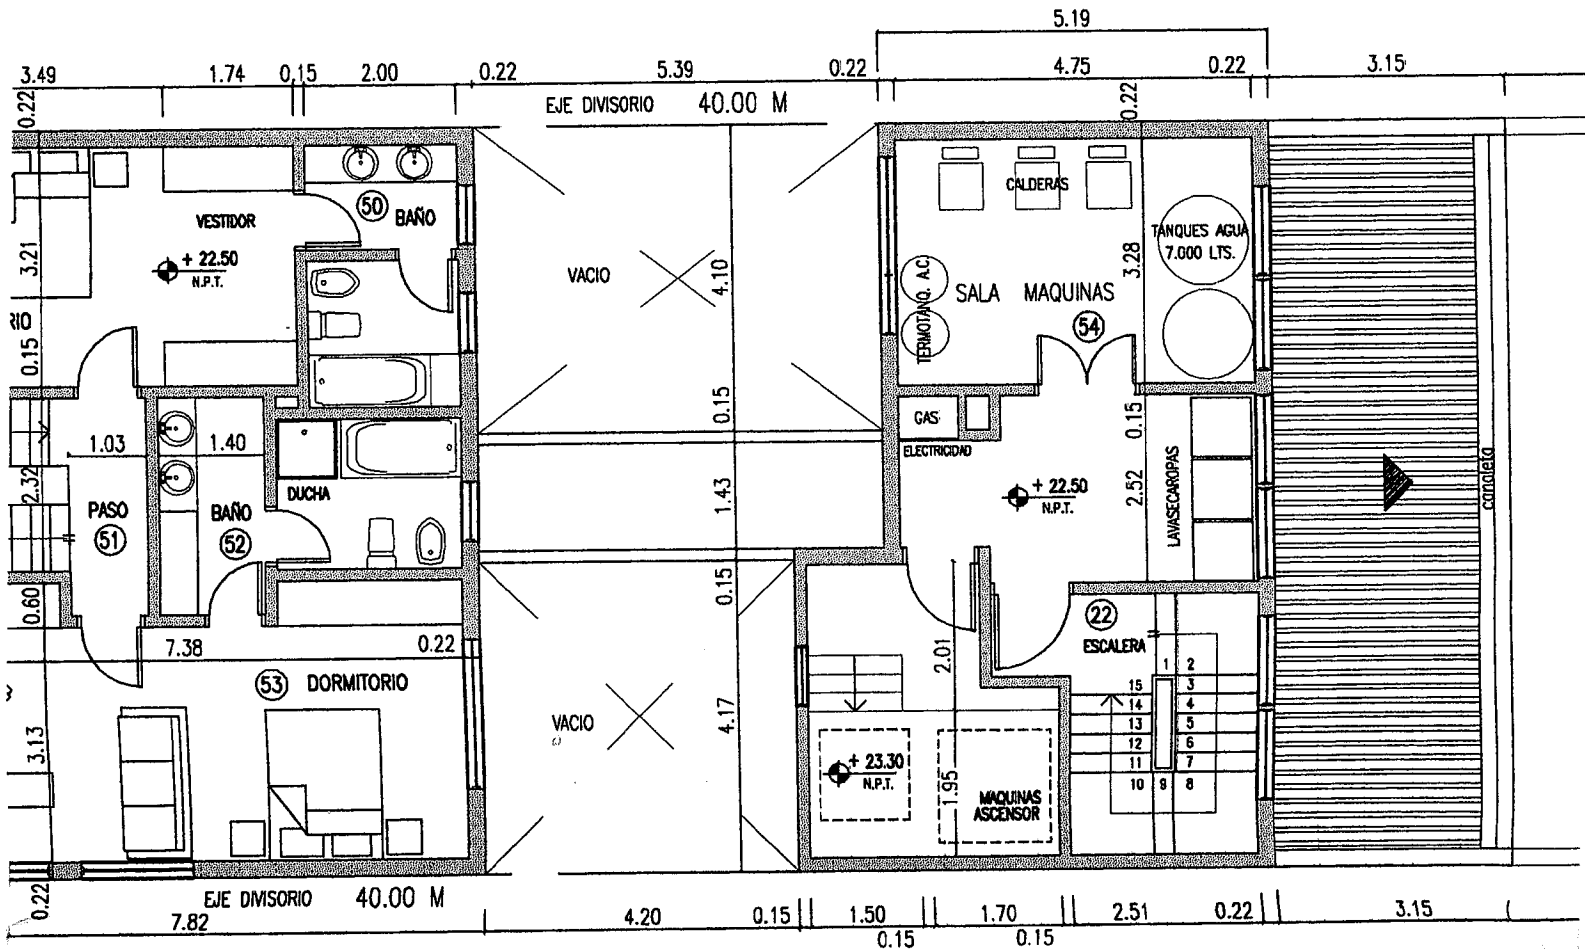 5.19
3.49 1.74 0.15 2.00 0.22 5.39 0.22 4.75 0.22 3.15
EJE DIVISORIO 40.00 M
0.22
0.22
VESTIDOR
50 BAÑO
+ 22.50
N.P.T.
3.21
RIO
0.15
VACIO
4.10
CALDERAS
TANQUES AGUA
7.000 LTS.
3.28
TERMOTANQ. A.C.
SALA MAQUINAS
54
0.15
GAS
ELECTRICIDAD
0.15
1.03
1.40
2.32
DUCHA
PASO
51
BAÑO
52
1.43
+ 22.50
N.P.T.
2.52
LAVASECAROPAS
canaleta
0.60
0.15
7.38 0.22
53 DORMITORIO
3.13
VACIO
4.17
2.01
22
ESCALERA
1 2
15 3
14 4
13 5
12 6
11 7
10 9 8
+ 23.30
N.P.T.
1.95
MAQUINAS
ASCENSOR
0.22
EJE DIVISORIO 40.00 M
7.82 4.20 0.15 1.50 1.70 2.51 0.22 3.15
0.15 0.15